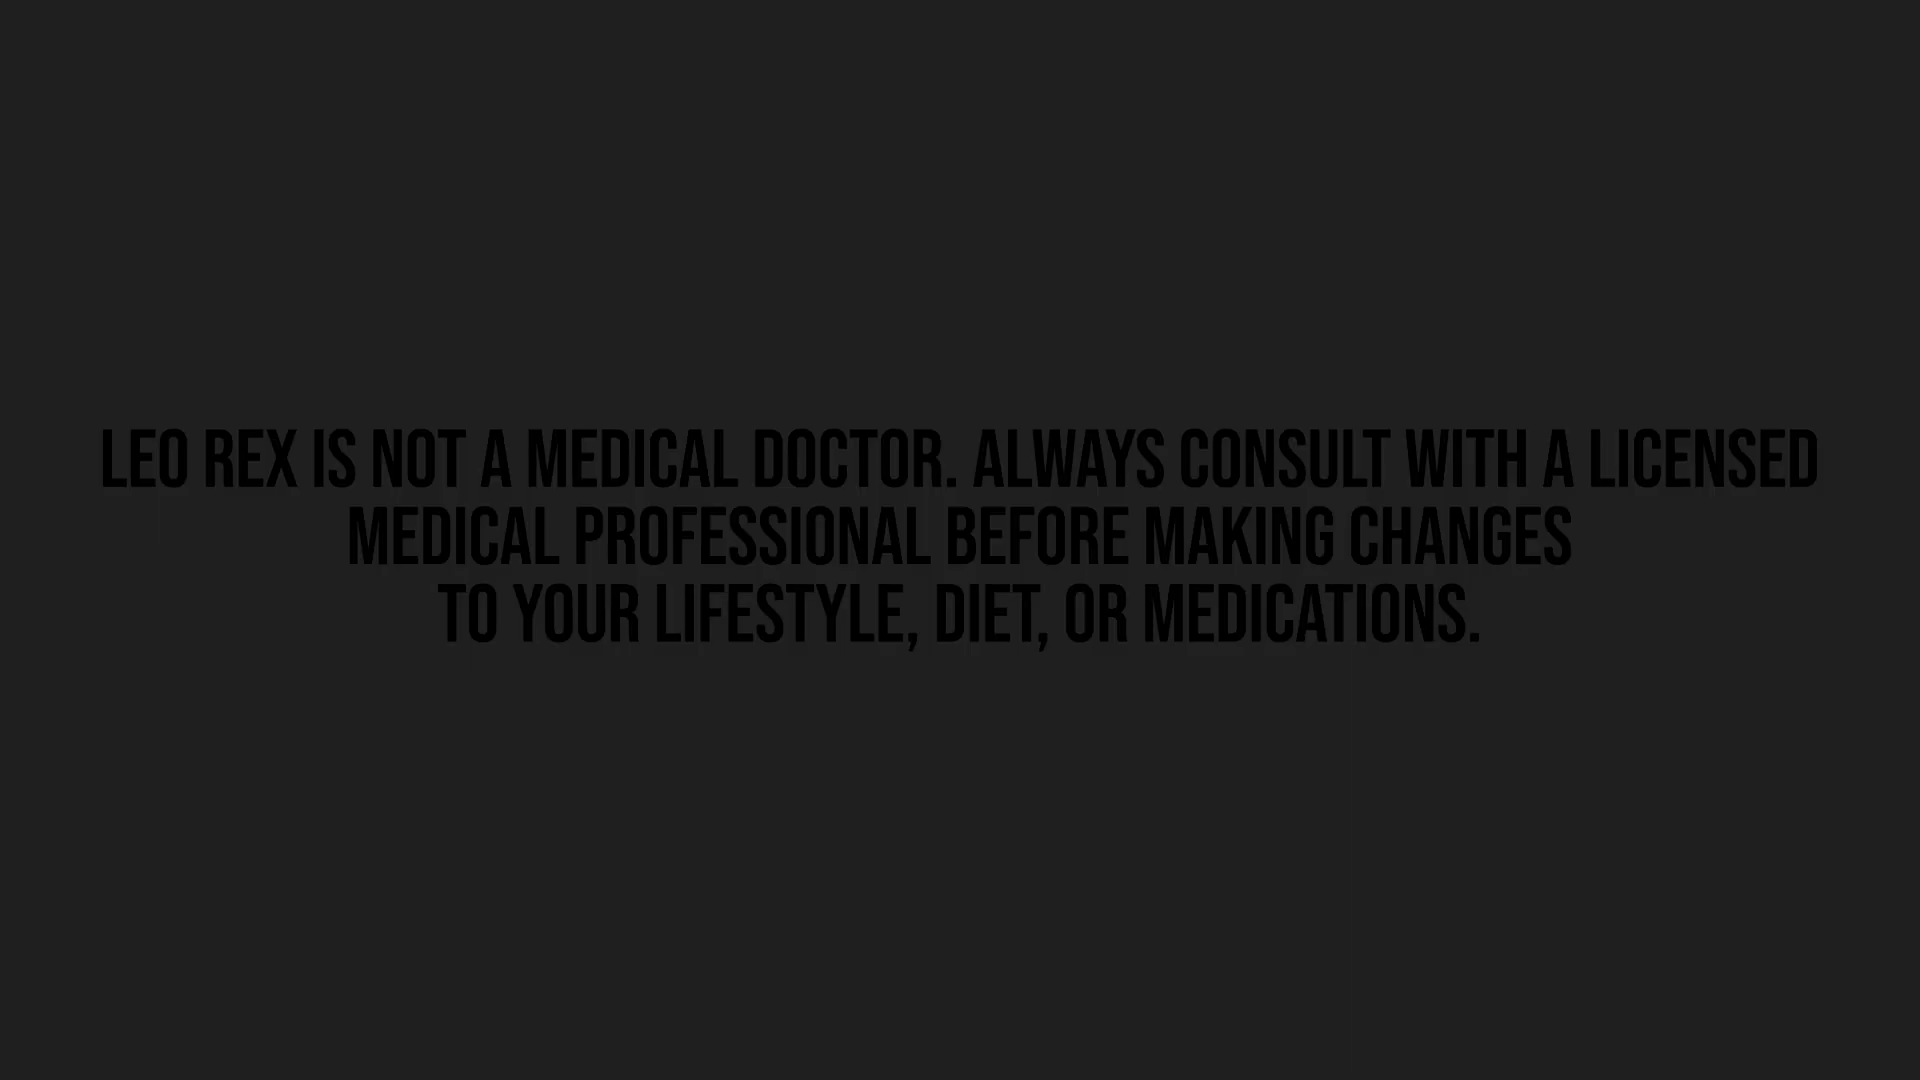 LEO REX IS NOT A MEDICAL DOCTOR. ALWAYS CONSULT WITH A LICENSED
MEDICAL PROFESSIONAL BEFORE MAKING CHANGES
TO YOUR LIFESTYLE, DIET, OR MEDICATIONS.